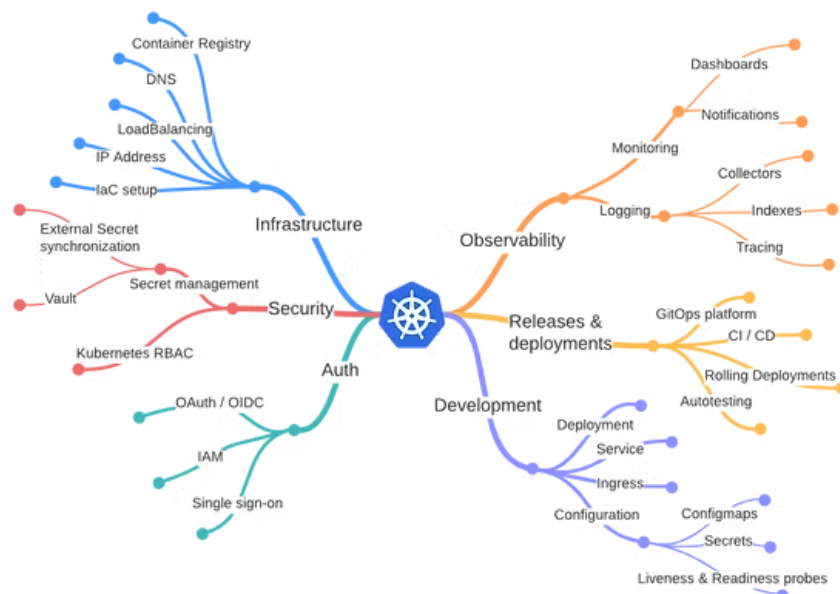 Container Registry
DNS
LoadBalancing
IP Address
IaC setup
Infrastructure
External Secret
synchronization
Vault
Secret management
Kubernetes RBAC
Security
Auth
OAuth / OIDC
IAM
Single sign-on
Dashboards
Notifications
Monitoring
Collectors
Logging
Indexes
Tracing
Observability
Releases &
deployments
GitOps platform
CI / CD
Rolling Deployments
Autotesting
Development
Deployment
Service
Ingress
Configuration
Configmaps
Secrets
Liveness & Readiness probes